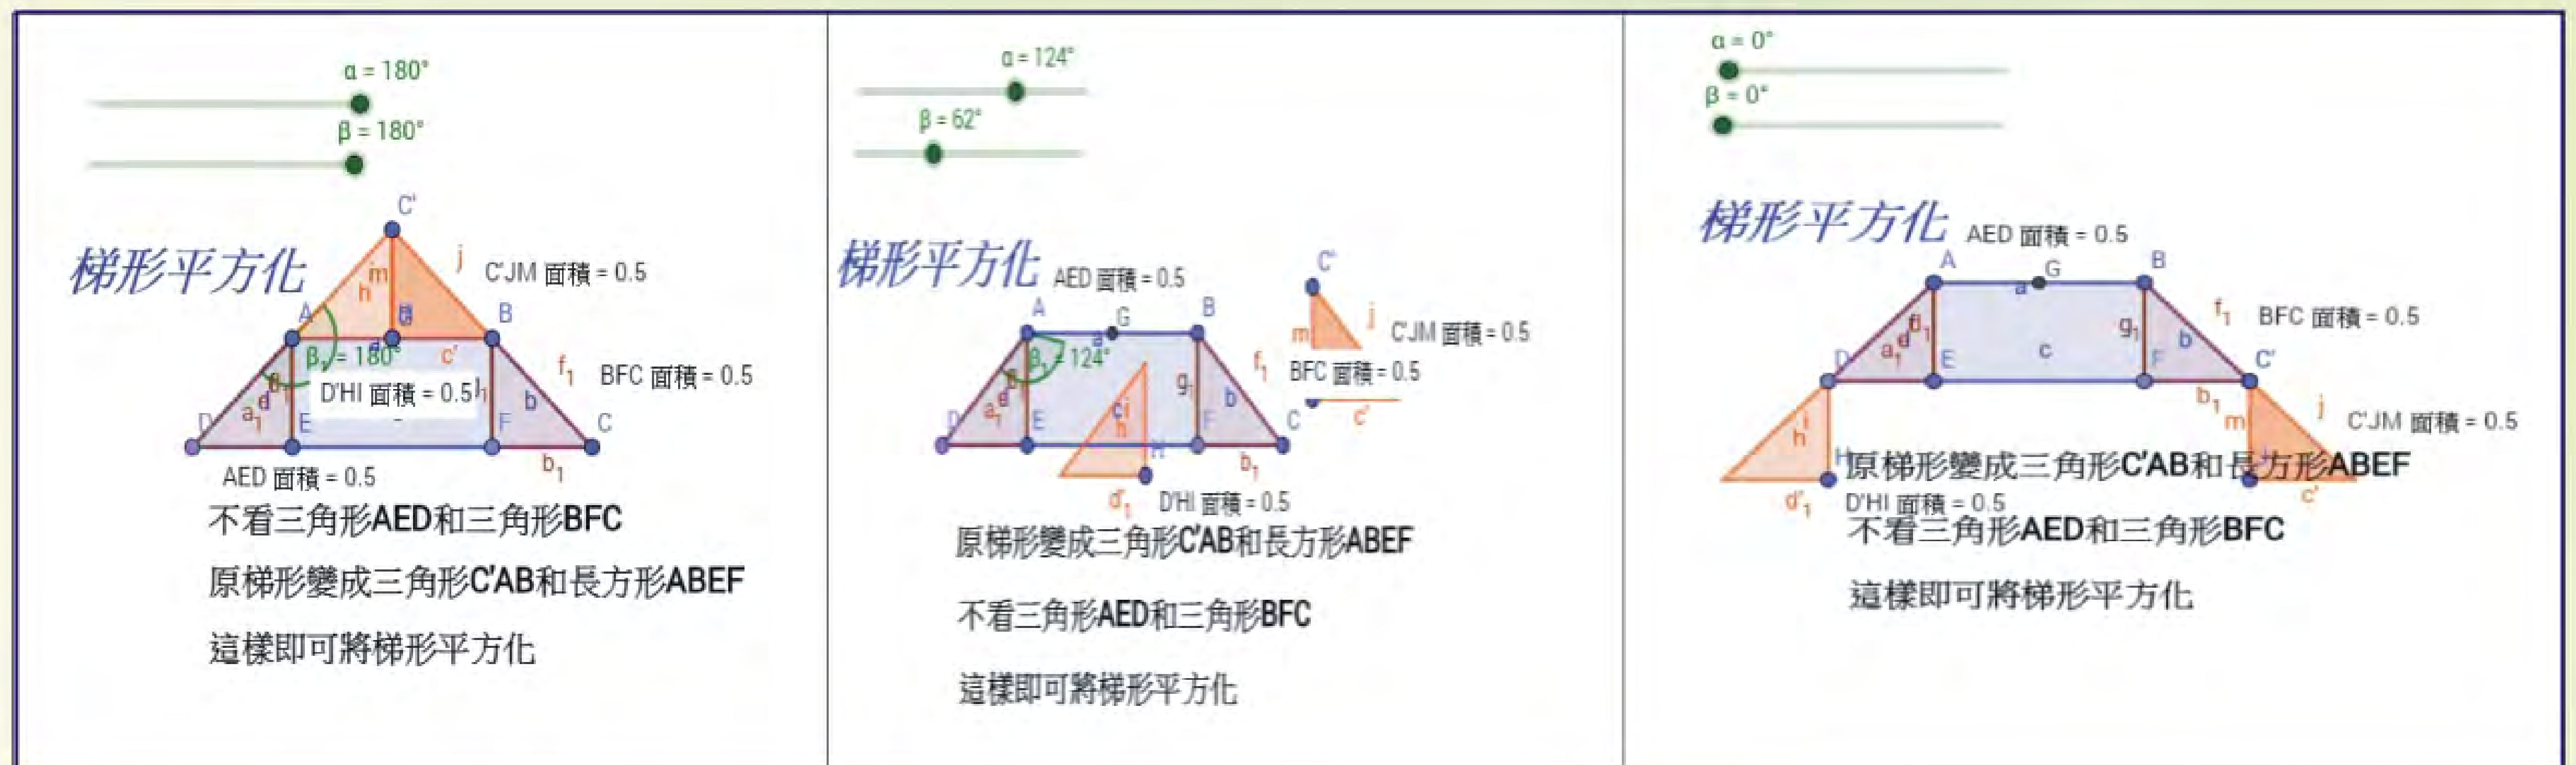 α = 180°
β = 180°
梯形平方化
C'
j
m
h
C'JM 面積 = 0.5
A
B
β₁ = 180°
c'
f₁
D'HI 面積 = 0.5
BFC 面積 = 0.5
d
a₁
b
D
E
F
C
b₁
AED 面積 = 0.5
不看三角形AED和三角形BFC
原梯形變成三角形C'AB和長方形ABEF
這樣即可將梯形平方化
α = 124°
β = 62°
梯形平方化
AED 面積 = 0.5
C'
A
G
B
a
m
j
C'JM 面積 = 0.5
β₁ = 124°
f₁
BFC 面積 = 0.5
g₁
a₁
b
c'
i
h
D
E
F
C
H
b₁
d'₁
D'HI 面積 = 0.5
原梯形變成三角形C'AB和長方形ABEF
不看三角形AED和三角形BFC
這樣即可將梯形平方化
α = 0°
β = 0°
梯形平方化
AED 面積 = 0.5
A
G
B
a
f₁
BFC 面積 = 0.5
g₁
a₁
d
c
b
D
E
F
C'
b₁
i
h
m
j
C'JM 面積 = 0.5
H
原梯形變成三角形C'AB和長方形ABEF
d'₁
D'HI 面積 = 0.5
c'
不看三角形AED和三角形BFC
這樣即可將梯形平方化